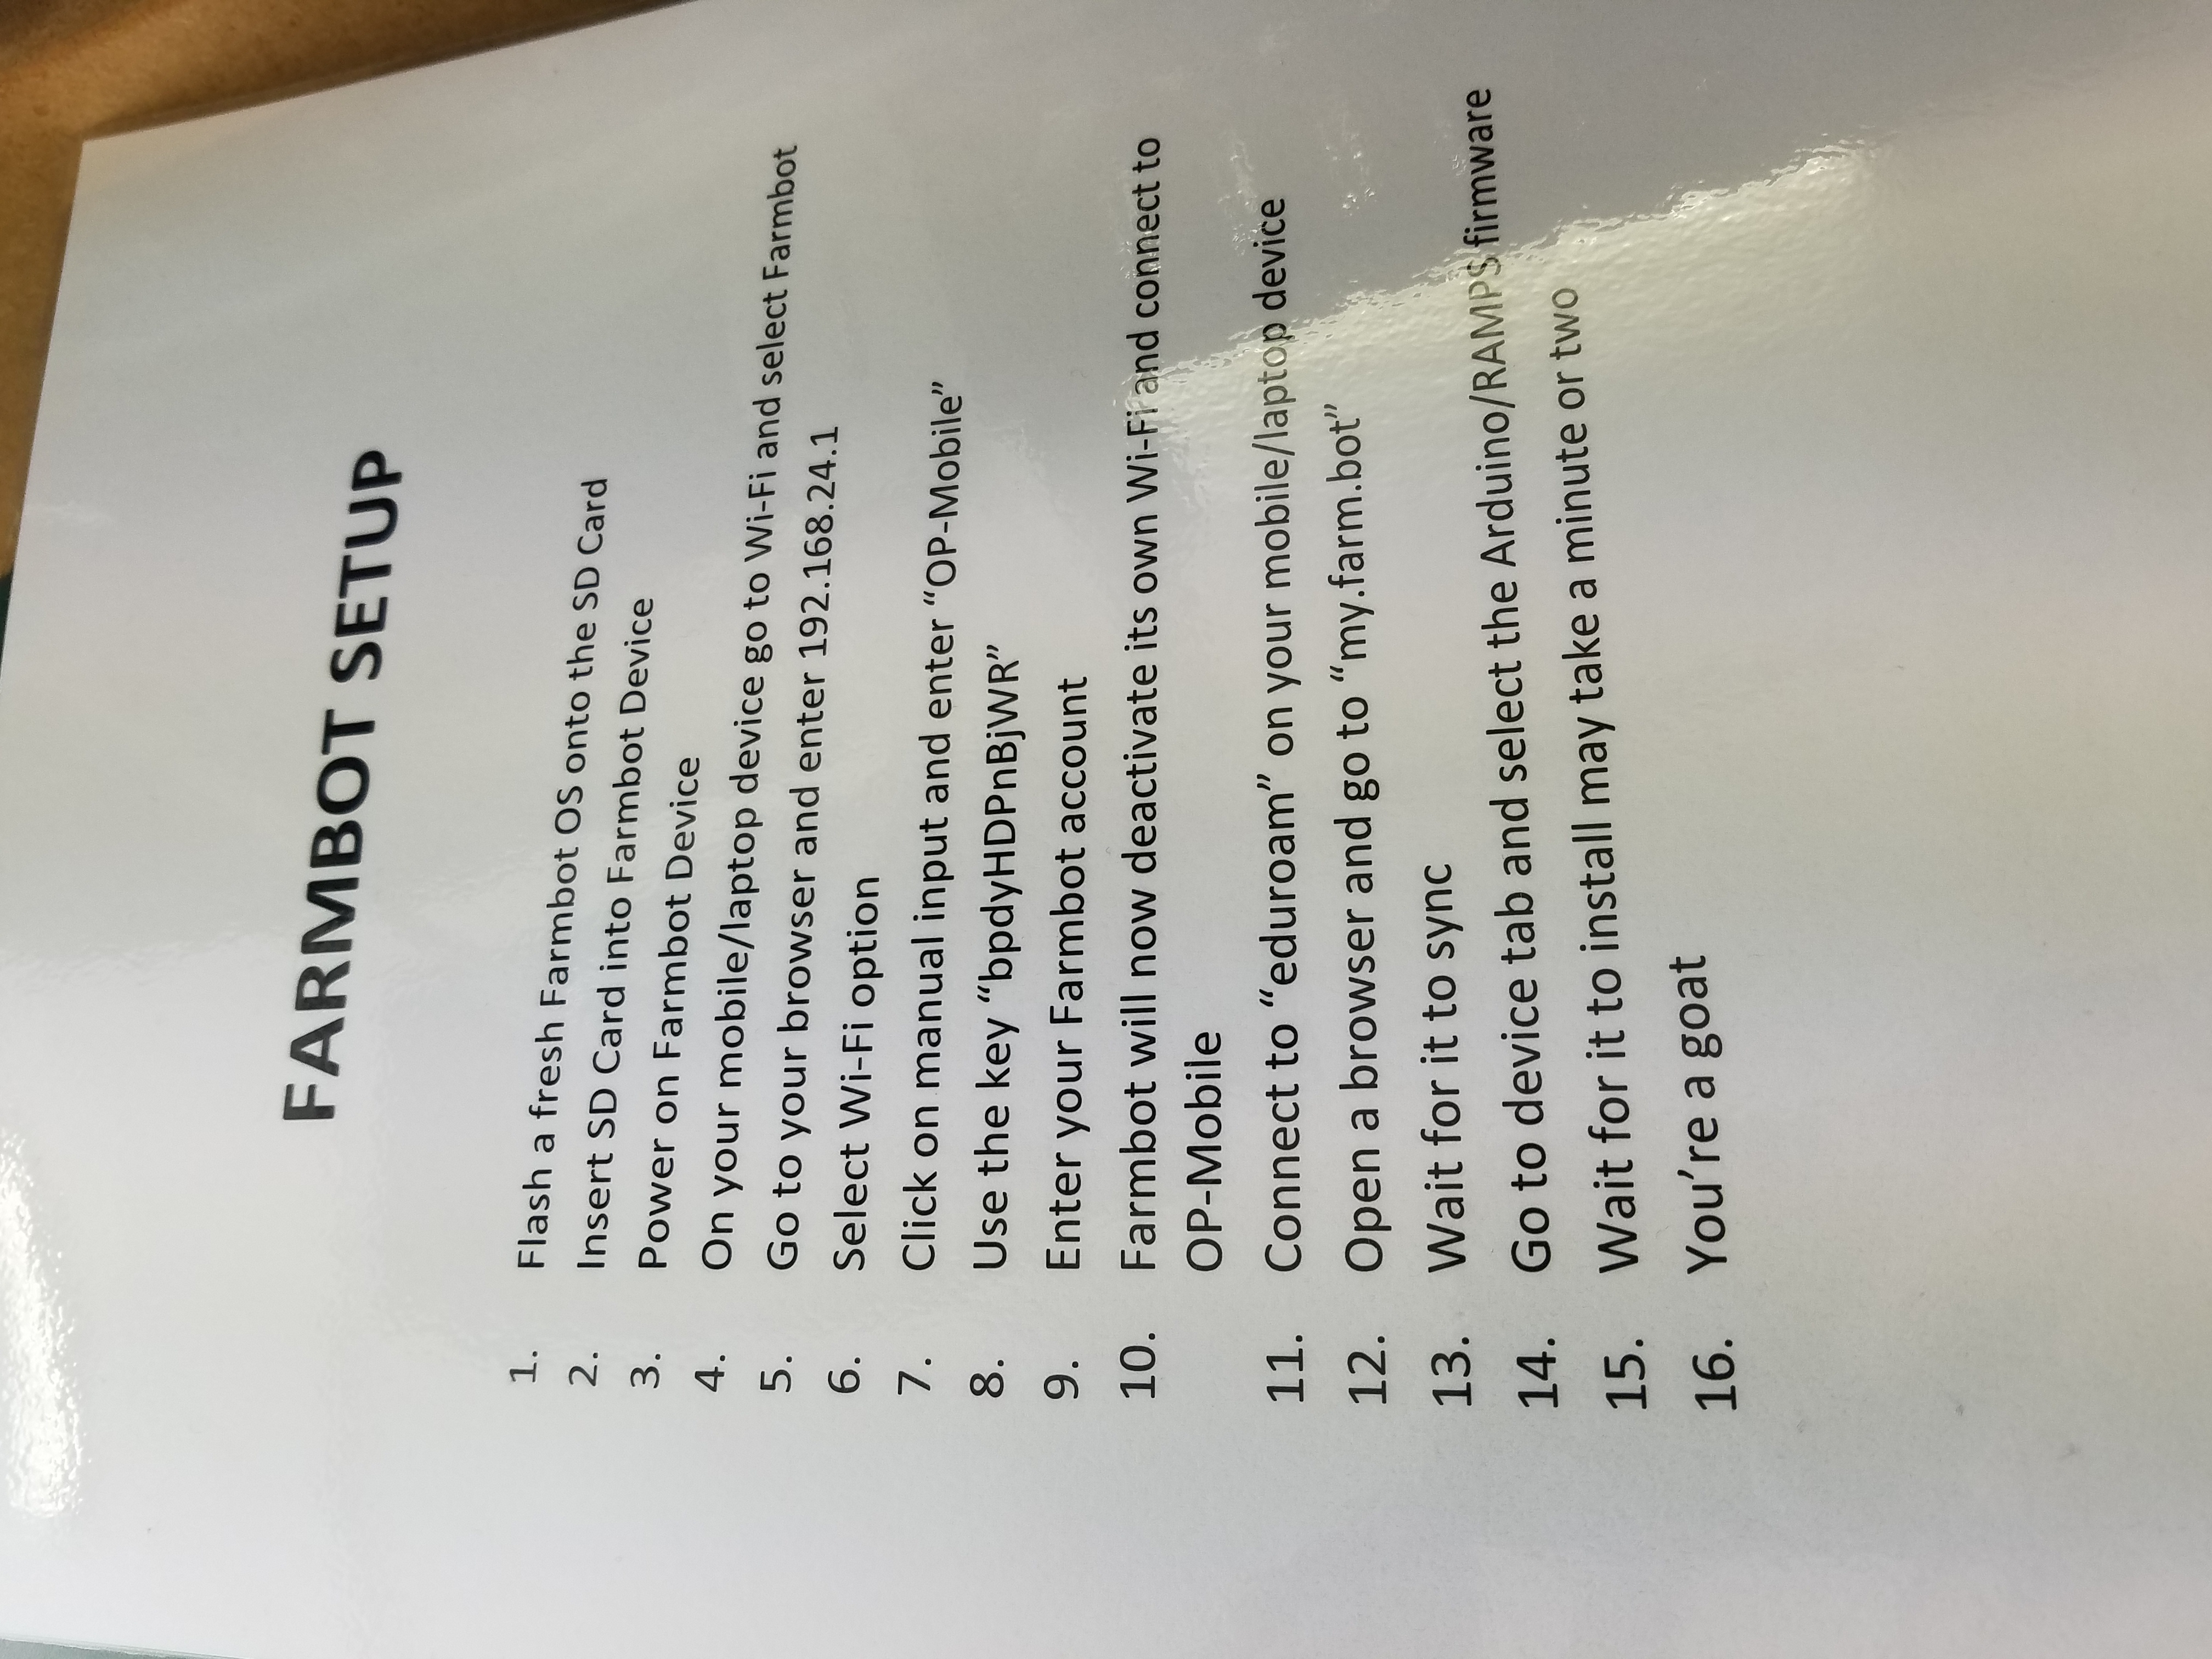 FARMBOT SETUP
1. Flash a fresh Farmbot OS onto the SD Card
2. Insert SD Card into Farmbot Device
3. Power on Farmbot Device
4. On your mobile/laptop device go to Wi-Fi and select Farmbot
5. Go to your browser and enter 192.168.24.1
6. Select Wi-Fi option
7. Click on manual input and enter “OP-Mobile”
8. Use the key “bpdyHDPnBjWR”
9. Enter your Farmbot account
10. Farmbot will now deactivate its own Wi-Fi and connect to
OP-Mobile
11. Connect to “eduroam” on your mobile/laptop device
12. Open a browser and go to “my.farm.bot”
13. Wait for it to sync
14. Go to device tab and select the Arduino/RAMPS firmware
15. Wait for it to install may take a minute or two
16. You’re a goat